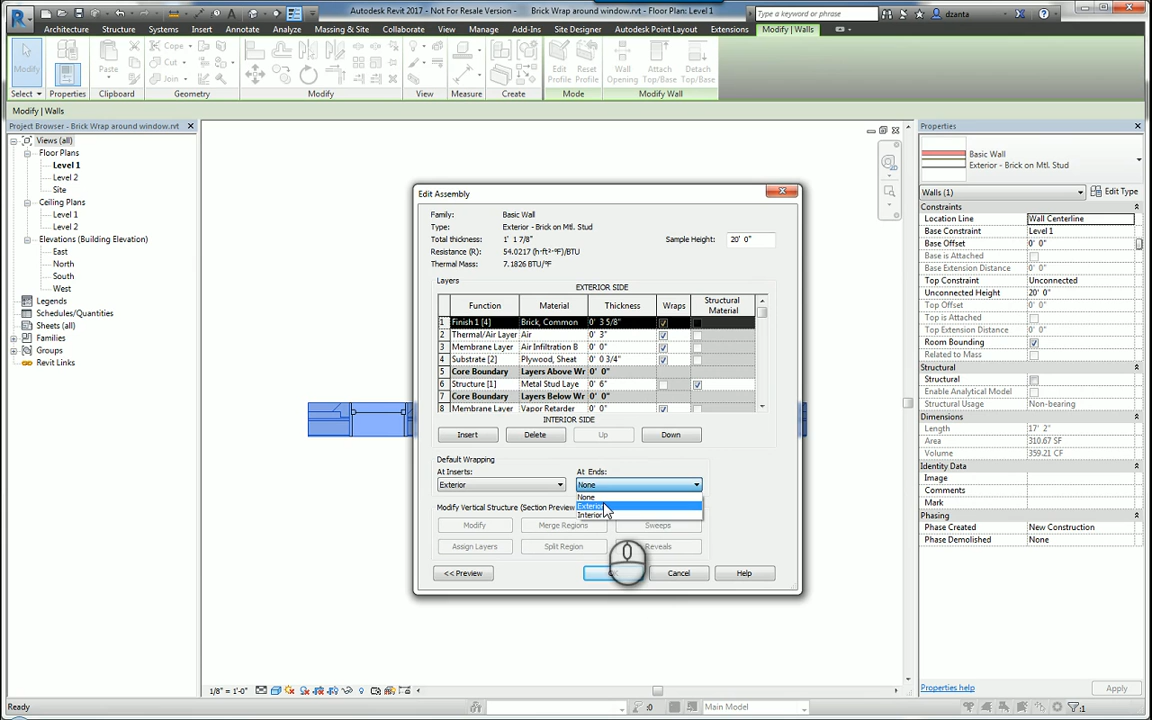 Autodesk Revit 2017 - Not For Resale Version - Brick Wrap around window.rvt - Floor Plan: Level 1
Type a keyword or phrase
dzanta
Architecture Structure Systems Insert Annotate Analyze Massing & Site Collaborate View Manage Add-Ins Site Designer Autodesk Point Layout Extensions Modify | Walls
Modify Paste Cope Cut Join Edit Profile Reset Profile Wall Opening Attach Top/Base Detach Top/Base
Select Properties Clipboard Geometry Modify View Measure Create Mode Modify Wall
Modify | Walls
Project Browser - Brick Wrap around window.rvt
Views (all)
Floor Plans
Level 1
Level 2
Site
Ceiling Plans
Level 1
Level 2
Elevations (Building Elevation)
East
North
South
West
Legends
Schedules/Quantities
Sheets (all)
Families
Groups
Revit Links
Edit Assembly
Family: Basic Wall
Type: Exterior - Brick on Mtl. Stud
Total thickness: 1' 1 7/8" Sample Height: 20' 0"
Resistance (R): 54.0217 (h·ft²·ºF)/BTU
Thermal Mass: 7.1826 BTU/ºF
Layers
EXTERIOR SIDE
Function Material Thickness Wraps Structural Material
1 Finish 1 [4] Brick, Common 0' 3 5/8"
2 Thermal/Air Layer Air 0' 3"
3 Membrane Layer Air Infiltration B 0' 0"
4 Substrate [2] Plywood, Sheat 0' 0 3/4"
5 Core Boundary Layers Above Wr 0' 0"
6 Structure [1] Metal Stud Laye 0' 6"
7 Core Boundary Layers Below Wr 0' 0"
8 Membrane Layer Vapor Retarder 0' 0"
INTERIOR SIDE
Insert Delete Up Down
Default Wrapping
At Inserts: At Ends:
Exterior None
None
Exterior
Interior
Modify Vertical Structure (Section Preview
Modify Merge Regions Sweeps
Assign Layers Split Region Reveals
<< Preview Cancel Help
Properties
Basic Wall
Exterior - Brick on Mtl. Stud
Walls (1) Edit Type
Constraints
Location Line Wall Centerline
Base Constraint Level 1
Base Offset 0' 0"
Base is Attached
Base Extension Distance 0' 0"
Top Constraint Unconnected
Unconnected Height 20' 0"
Top Offset 0' 0"
Top is Attached
Top Extension Distance 0' 0"
Room Bounding
Related to Mass
Structural
Structural
Enable Analytical Model
Structural Usage Non-bearing
Dimensions
Length 17' 2"
Area 310.67 SF
Volume 359.21 CF
Identity Data
Image
Comments
Mark
Phasing
Phase Created New Construction
Phase Demolished None
Properties help Apply
1/8" = 1'-0"
Ready :0 Main Model :1